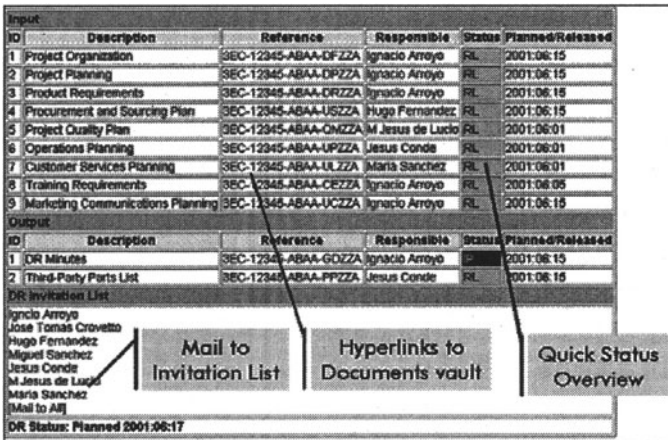 Input
ID Description Reference Responsible Status Planned/Released
1 Project Organization 3EC-12345-ABAA-DFZZA Ignacio Arroyo RL 2001:06:15
2 Project Planning 3EC-12345-ABAA-DPZZA Ignacio Arroyo RL 2001:06:15
3 Product Requirements 3EC-12345-ABAA-DRZZA Ignacio Arroyo RL 2001:06:15
4 Procurement and Sourcing Plan 3EC-12345-ABAA-USZZA Hugo Fernandez RL 2001:06:15
5 Project Quality Plan 3EC-12345-ABAA-QMZZA M Jesus de Lucio RL 2001:06:01
6 Operations Planning 3EC-12345-ABAA-UPZZA Jesus Conde RL 2001:06:01
7 Customer Services Planning 3EC-12345-ABAA-ULZZA Maria Sanchez RL 2001:06:01
8 Training Requirements 3EC-12345-ABAA-CEZZA Ignacio Arroyo RL 2001:06:05
9 Marketing Communications Planning 3EC-12345-ABAA-UCZZA Ignacio Arroyo RL 2001:06:15
Output
ID Description Reference Responsible Status Planned/Released
1 DR Minutes 3EC-12345-ABAA-GDZZA Ignacio Arroyo P 2001:06:15
2 Third-Party Parts List 3EC-12345-ABAA-PPZZA Jesus Conde RL 2001:06:15
DR Invitation List
Igncio Arroyo
Jose Tomas Crovetto
Hugo Fernandez
Miguel Sanchez
Jesus Conde
M Jesus de Lucio
Maria Sanchez
[Mail to All]
Mail to
Invitation List
Hyperlinks to
Documents vault
Quick Status
Overview
DR Status: Planned 2001:06:17